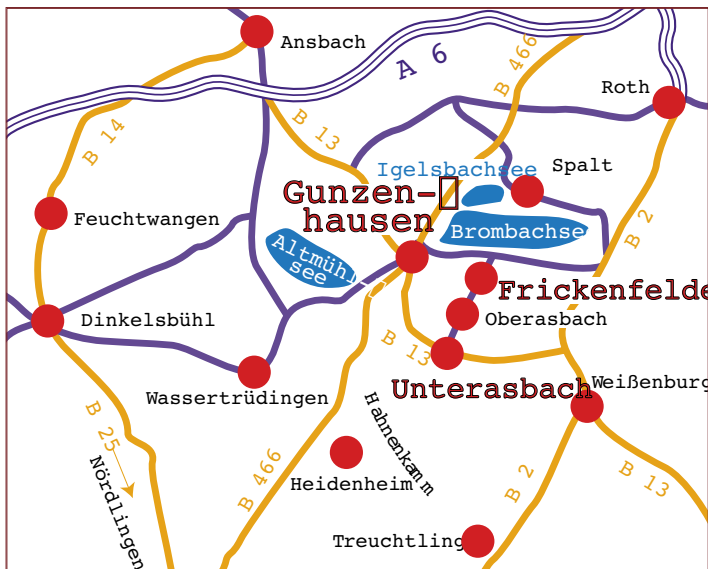 Ansbach
A 6
B 466
Roth
B 14
B 13
Igelsbachsee
Spalt
Gunzen-
hausen
Feuchtwangen
Brombachse
B 2
Altmühl
see
Frickenfelde
Dinkelsbühl
Oberasbach
B 13
Unterasbach
Weißenburg
Wassertrüdingen
Hahnenkamm
B 25
Nördlingen
B 466
Heidenheim
B 2
B 13
Treuchtling